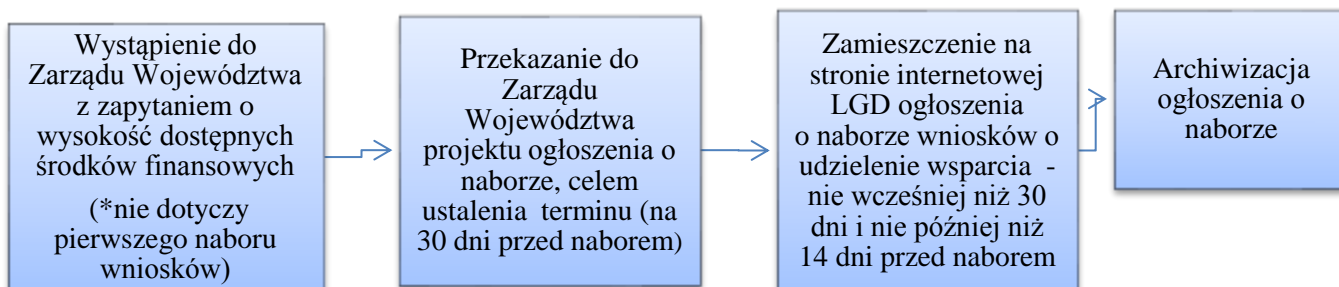 Wystąpienie do
Zarządu Województwa
z zapytaniem o
wysokość dostępnych
środków finansowych
(*nie dotyczy
pierwszego naboru
wniosków)
Przekazanie do
Zarządu
Województwa
projektu ogłoszenia o
naborze, celem
ustalenia terminu (na
30 dni przed naborem)
Zamieszczenie na
stronie internetowej
LGD ogłoszenia
o naborze wniosków o
udzielenie wsparcia -
nie wcześniej niż 30
dni i nie później niż
14 dni przed naborem
Archiwizacja
ogłoszenia o
naborze